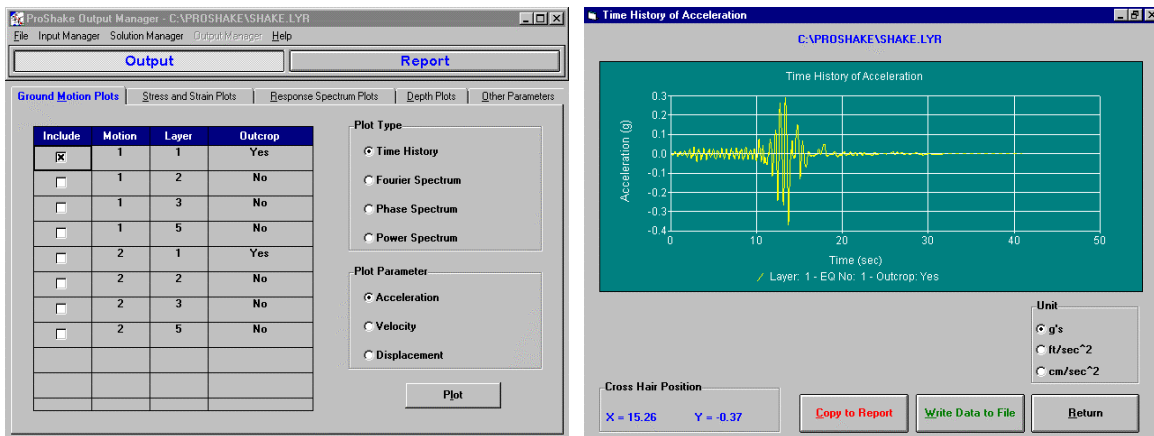 ProShake Output Manager - C:\PROSHAKE\SHAKE.LYR
File Input Manager Solution Manager Output Manager Help
Output Report
Ground Motion Plots Stress and Strain Plots Response Spectrum Plots Depth Plots Other Parameters
Include Motion Layer Outcrop
1 1 Yes
1 2 No
1 3 No
1 5 No
2 1 Yes
2 2 No
2 3 No
2 5 No
Plot Type
Time History
Fourier Spectrum
Phase Spectrum
Power Spectrum
Plot Parameter
Acceleration
Velocity
Displacement
Plot
Time History of Acceleration
C:\PROSHAKE\SHAKE.LYR
Time History of Acceleration
Acceleration (g)
0.3
0.2
0.1
0.0
-0.1
-0.2
-0.3
-0.4
0 10 20 30 40 50
Time (sec)
Layer: 1 - EQ No: 1 - Outcrop: Yes
Unit
g's
ft/sec^2
cm/sec^2
Cross Hair Position
X = 15.26 Y = -0.37
Copy to Report Write Data to File Return